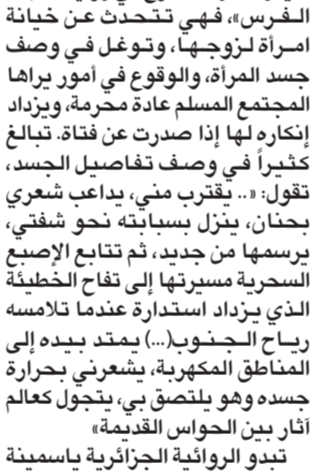 الفرس»، فهي تتحدث عن خيانة
امرأة لزوجها، وتوغل في وصف
جسد المرأة، والوقوع في أمور يراها
المجتمع المسلم عادة محرمة، ويزداد
إنكاره لها إذا صدرت عن فتاة. تبالغ
كثيراً في وصف تفاصيل الجسد،
تقول: «.. يقترب مني، يداعب شعري
بحنان، ينزل بسبابته نحو شفتي،
يرسمها من جديد، ثم تتابع الإصبع
السحرية مسيرتها إلى تفاح الخطيئة
الذي يزداد استدارة عندما تلامسه
رياح الجنوب(...) يمتد بيده إلى
المناطق المكهربة، يشعرني بحرارة
جسده وهو يلتصق بي، يتجول كعالم
آثار بين الحواس القديمة»
تبدو الروائية الجزائرية ياسمينة